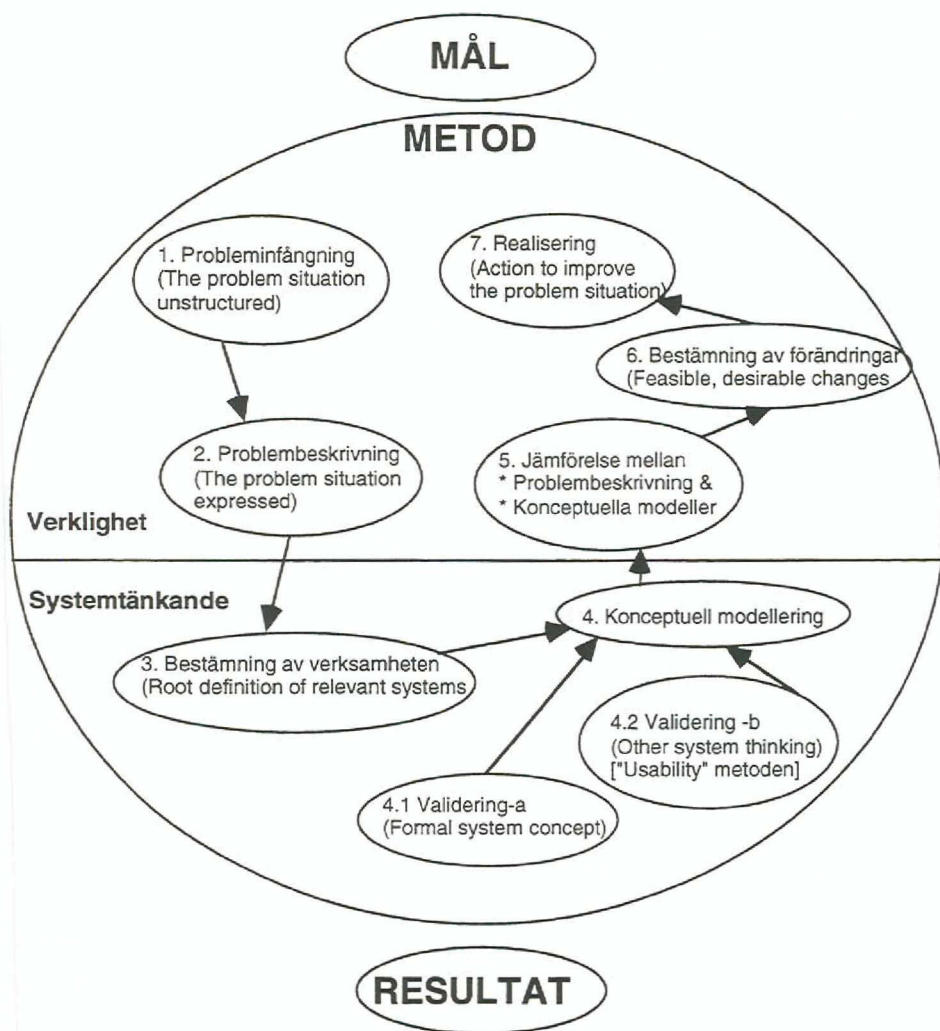 MÅL
METOD
1. Probleminfångning
(The problem situation
unstructured)
7. Realisering
(Action to improve
the problem situation)
6. Bestämning av förändringar
(Feasible, desirable changes
2. Problembeskrivning
(The problem situation
expressed)
5. Jämförelse mellan
* Problembeskrivning &
* Konceptuella modeller
Verklighet
Systemtänkande
4. Konceptuell modellering
3. Bestämning av verksamheten
(Root definition of relevant systems
4.2 Validering -b
(Other system thinking)
["Usability" metoden]
4.1 Validering-a
(Formal system concept)
RESULTAT